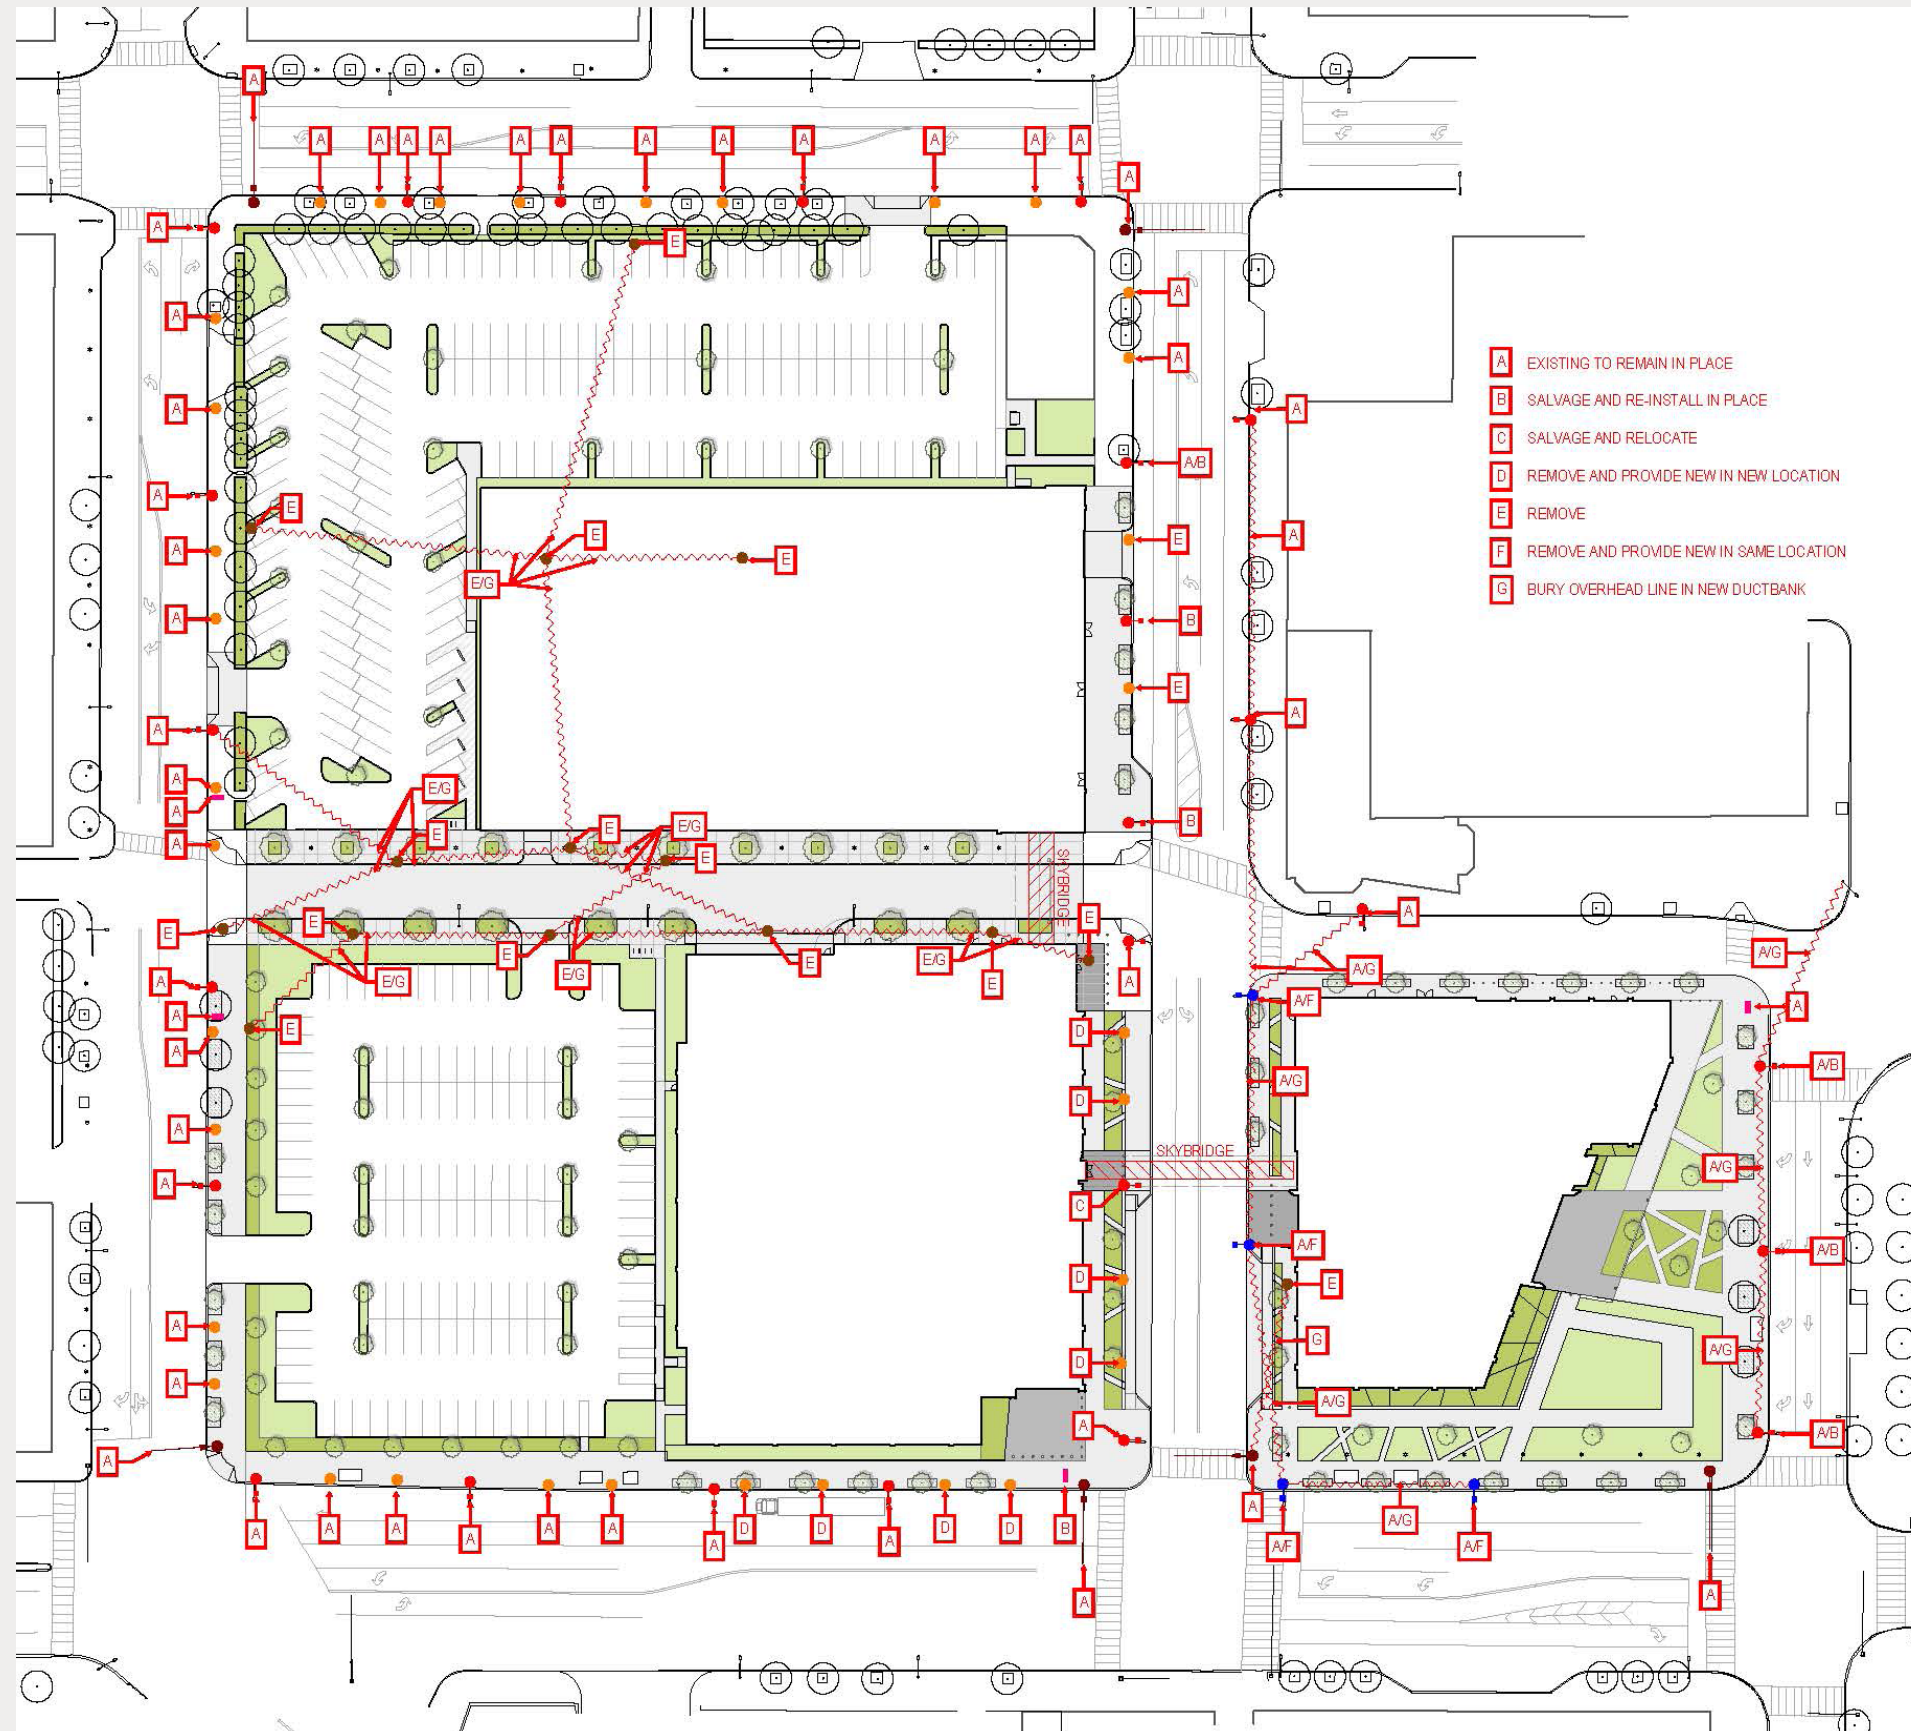 A
A A A A A A A A A A A
A
A
E
A
A
A
A
A
A
A
A/B
E
E
E
E
E/G
A
A
A
E
B
E
A
A
A
A
E/G
E
E
E/G
E
A
B
A
A EXISTING TO REMAIN IN PLACE
B SALVAGE AND RE-INSTALL IN PLACE
C SALVAGE AND RELOCATE
D REMOVE AND PROVIDE NEW IN NEW LOCATION
E REMOVE
F REMOVE AND PROVIDE NEW IN SAME LOCATION
G BURY OVERHEAD LINE IN NEW DUCTBANK
SKYBRIDGE
E
E
E
E
E
A
A
A
E/G
E/G
E/G
E
A
A/G
A/G
A/F
A
E
A
D
A/B
D
A/G
A
SKYBRIDGE
A/G
A
C
A/F
A/B
D
E
A
G
A/G
A
D
A/G
A
A/B
A
A A A A A A A D D A D D B
A
A/F A/G A/F
A
A